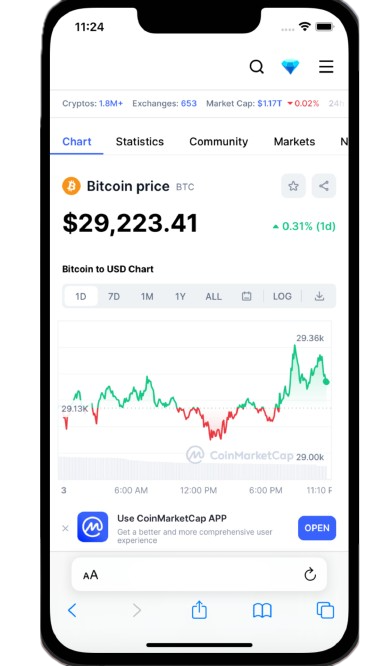 11:24
Cryptos: 1.8M+ Exchanges: 653 Market Cap: $1.17T 0.02% 24h
Chart Statistics Community Markets N
Bitcoin price BTC
$29,223.41 0.31% (1d)
Bitcoin to USD Chart
1D 7D 1M 1Y ALL LOG
29.36k
29.13K
CoinMarketCap
29.00k
3 6:00 AM 12:00 PM 6:00 PM 11:10 P
Use CoinMarketCap APP
Get a better and more comprehensive user
experience
OPEN
AA